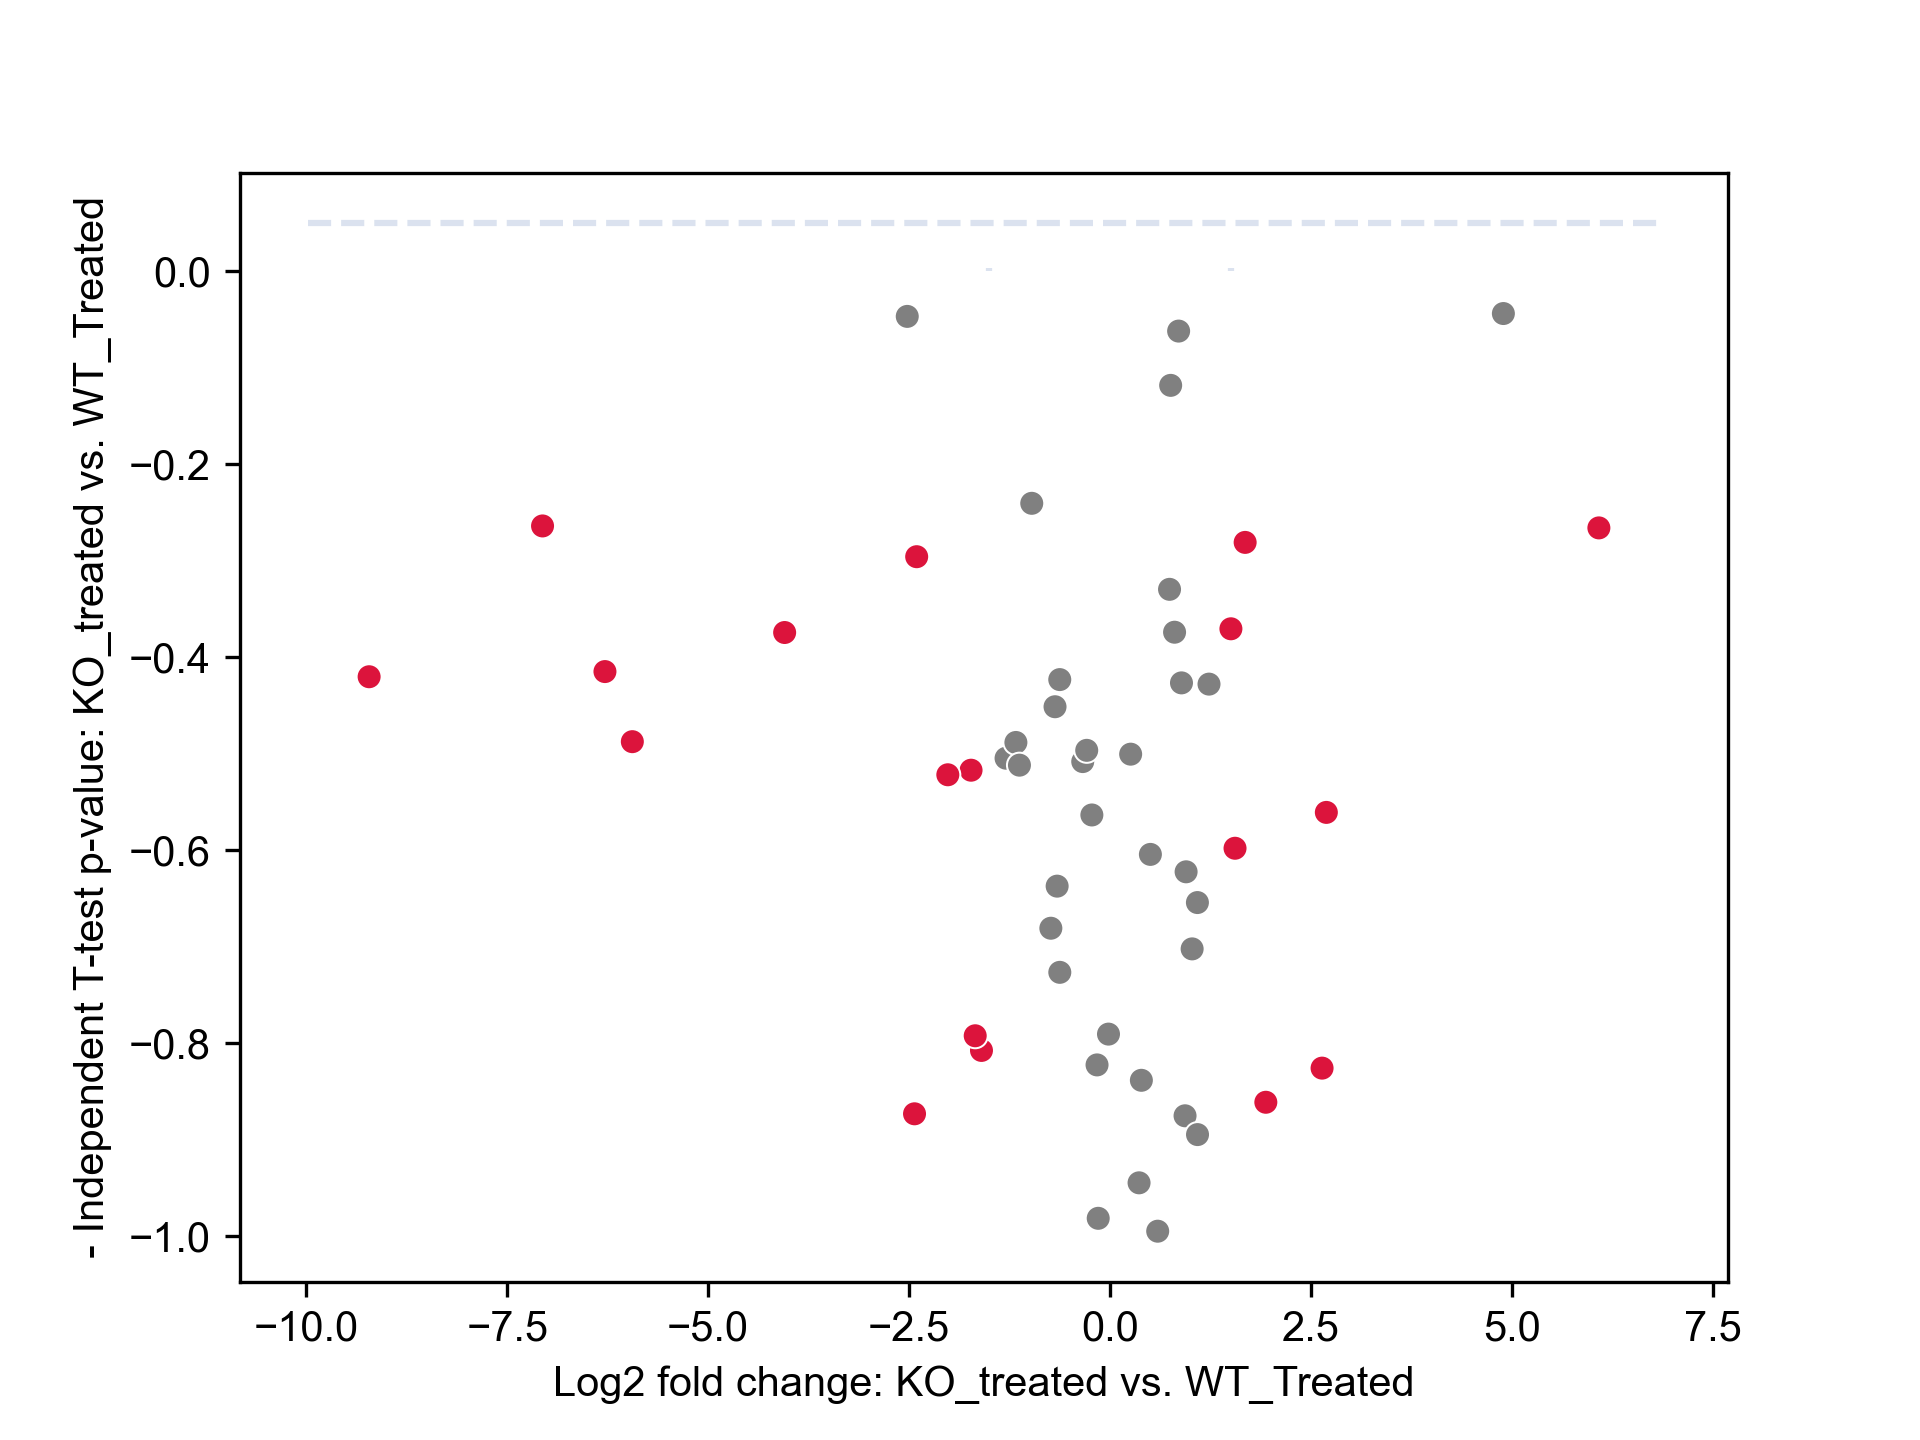 - Independent T-test p-value: KO_treated vs. WT_Treated
0.0
−0.2
−0.4
−0.6
−0.8
−1.0
−10.0 −7.5 −5.0 −2.5 0.0 2.5 5.0 7.5
Log2 fold change: KO_treated vs. WT_Treated